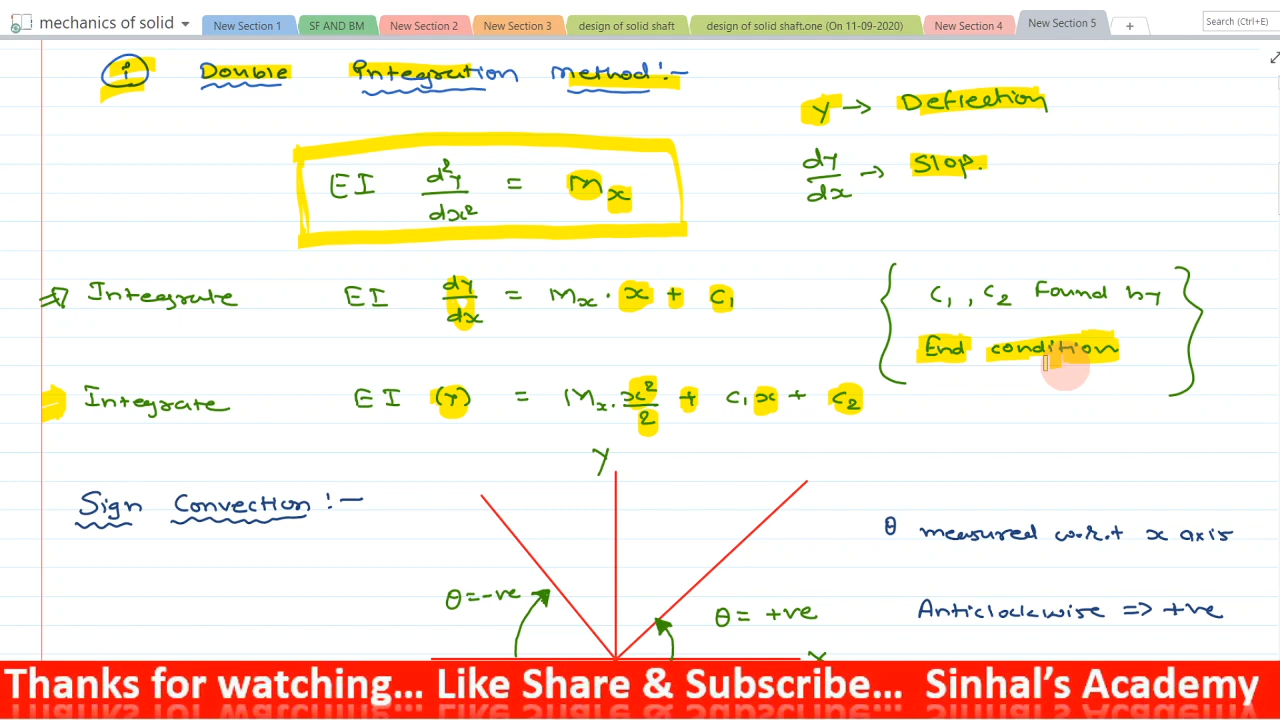 mechanics of solid
New Section 1 SF AND BM New Section 2 New Section 3 design of solid shaft design of solid shaft.one (On 11-09-2020) New Section 4 New Section 5 + Search (Ctrl+E)
i Double Integration method :-
y → Deflection
dy/dx → Slop.
EI d²y/dx² = Mx
⇒ Integrate EI dy/dx = Mx . x + C1
{ C1, C2 Found by
End condition }
⇒ Integrate EI (y) = Mx . x²/2 + C1x + C2
Y
Sign Convection :-
θ measured w.r.t x axis
θ = -ve
θ = +ve
Anticlockwise => +ve
X
Thanks for watching... Like Share & Subscribe... Sinhal's Academy